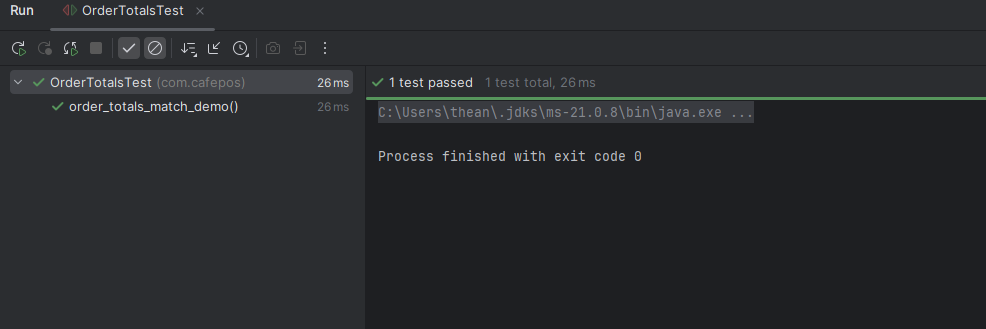 Run OrderTotalsTest
OrderTotalsTest (com.cafepos) 26 ms
order_totals_match_demo() 26 ms
1 test passed 1 test total, 26 ms
C:\Users\thean\.jdks\ms-21.0.8\bin\java.exe ...
Process finished with exit code 0